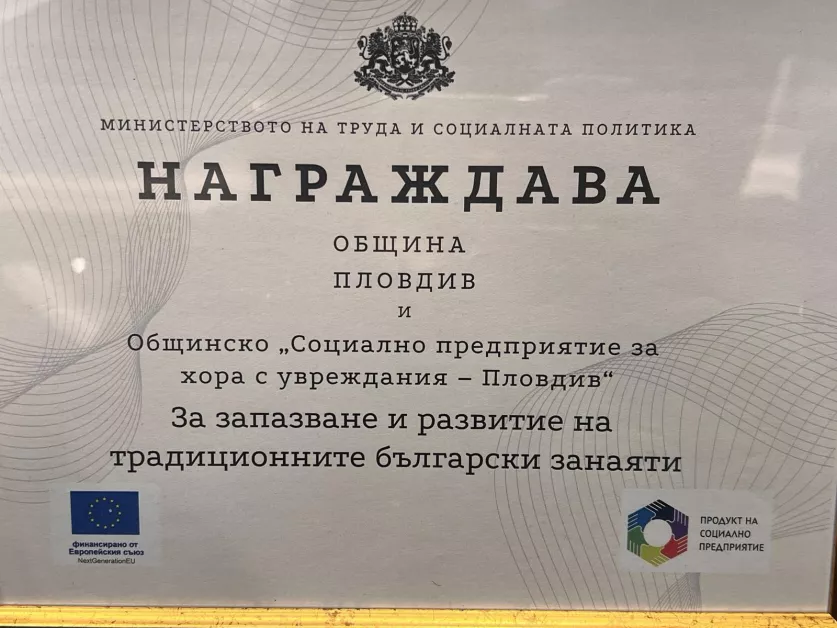 МИНИСТЕРСТВОТО НА ТРУДА И СОЦИАЛНАТА ПОЛИТИКА
НАГРАЖДАВА
ОБЩИНА
ПЛОВДИВ
и
Общинско „Социално предприятие за
хора с увреждания – Пловдив“
За запазване и развитие на
традиционните български занаяти
финансирано от
Европейския съюз
NextGenerationEU
ПРОДУКТ НА
СОЦИАЛНО
ПРЕДПРИЯТИЕ